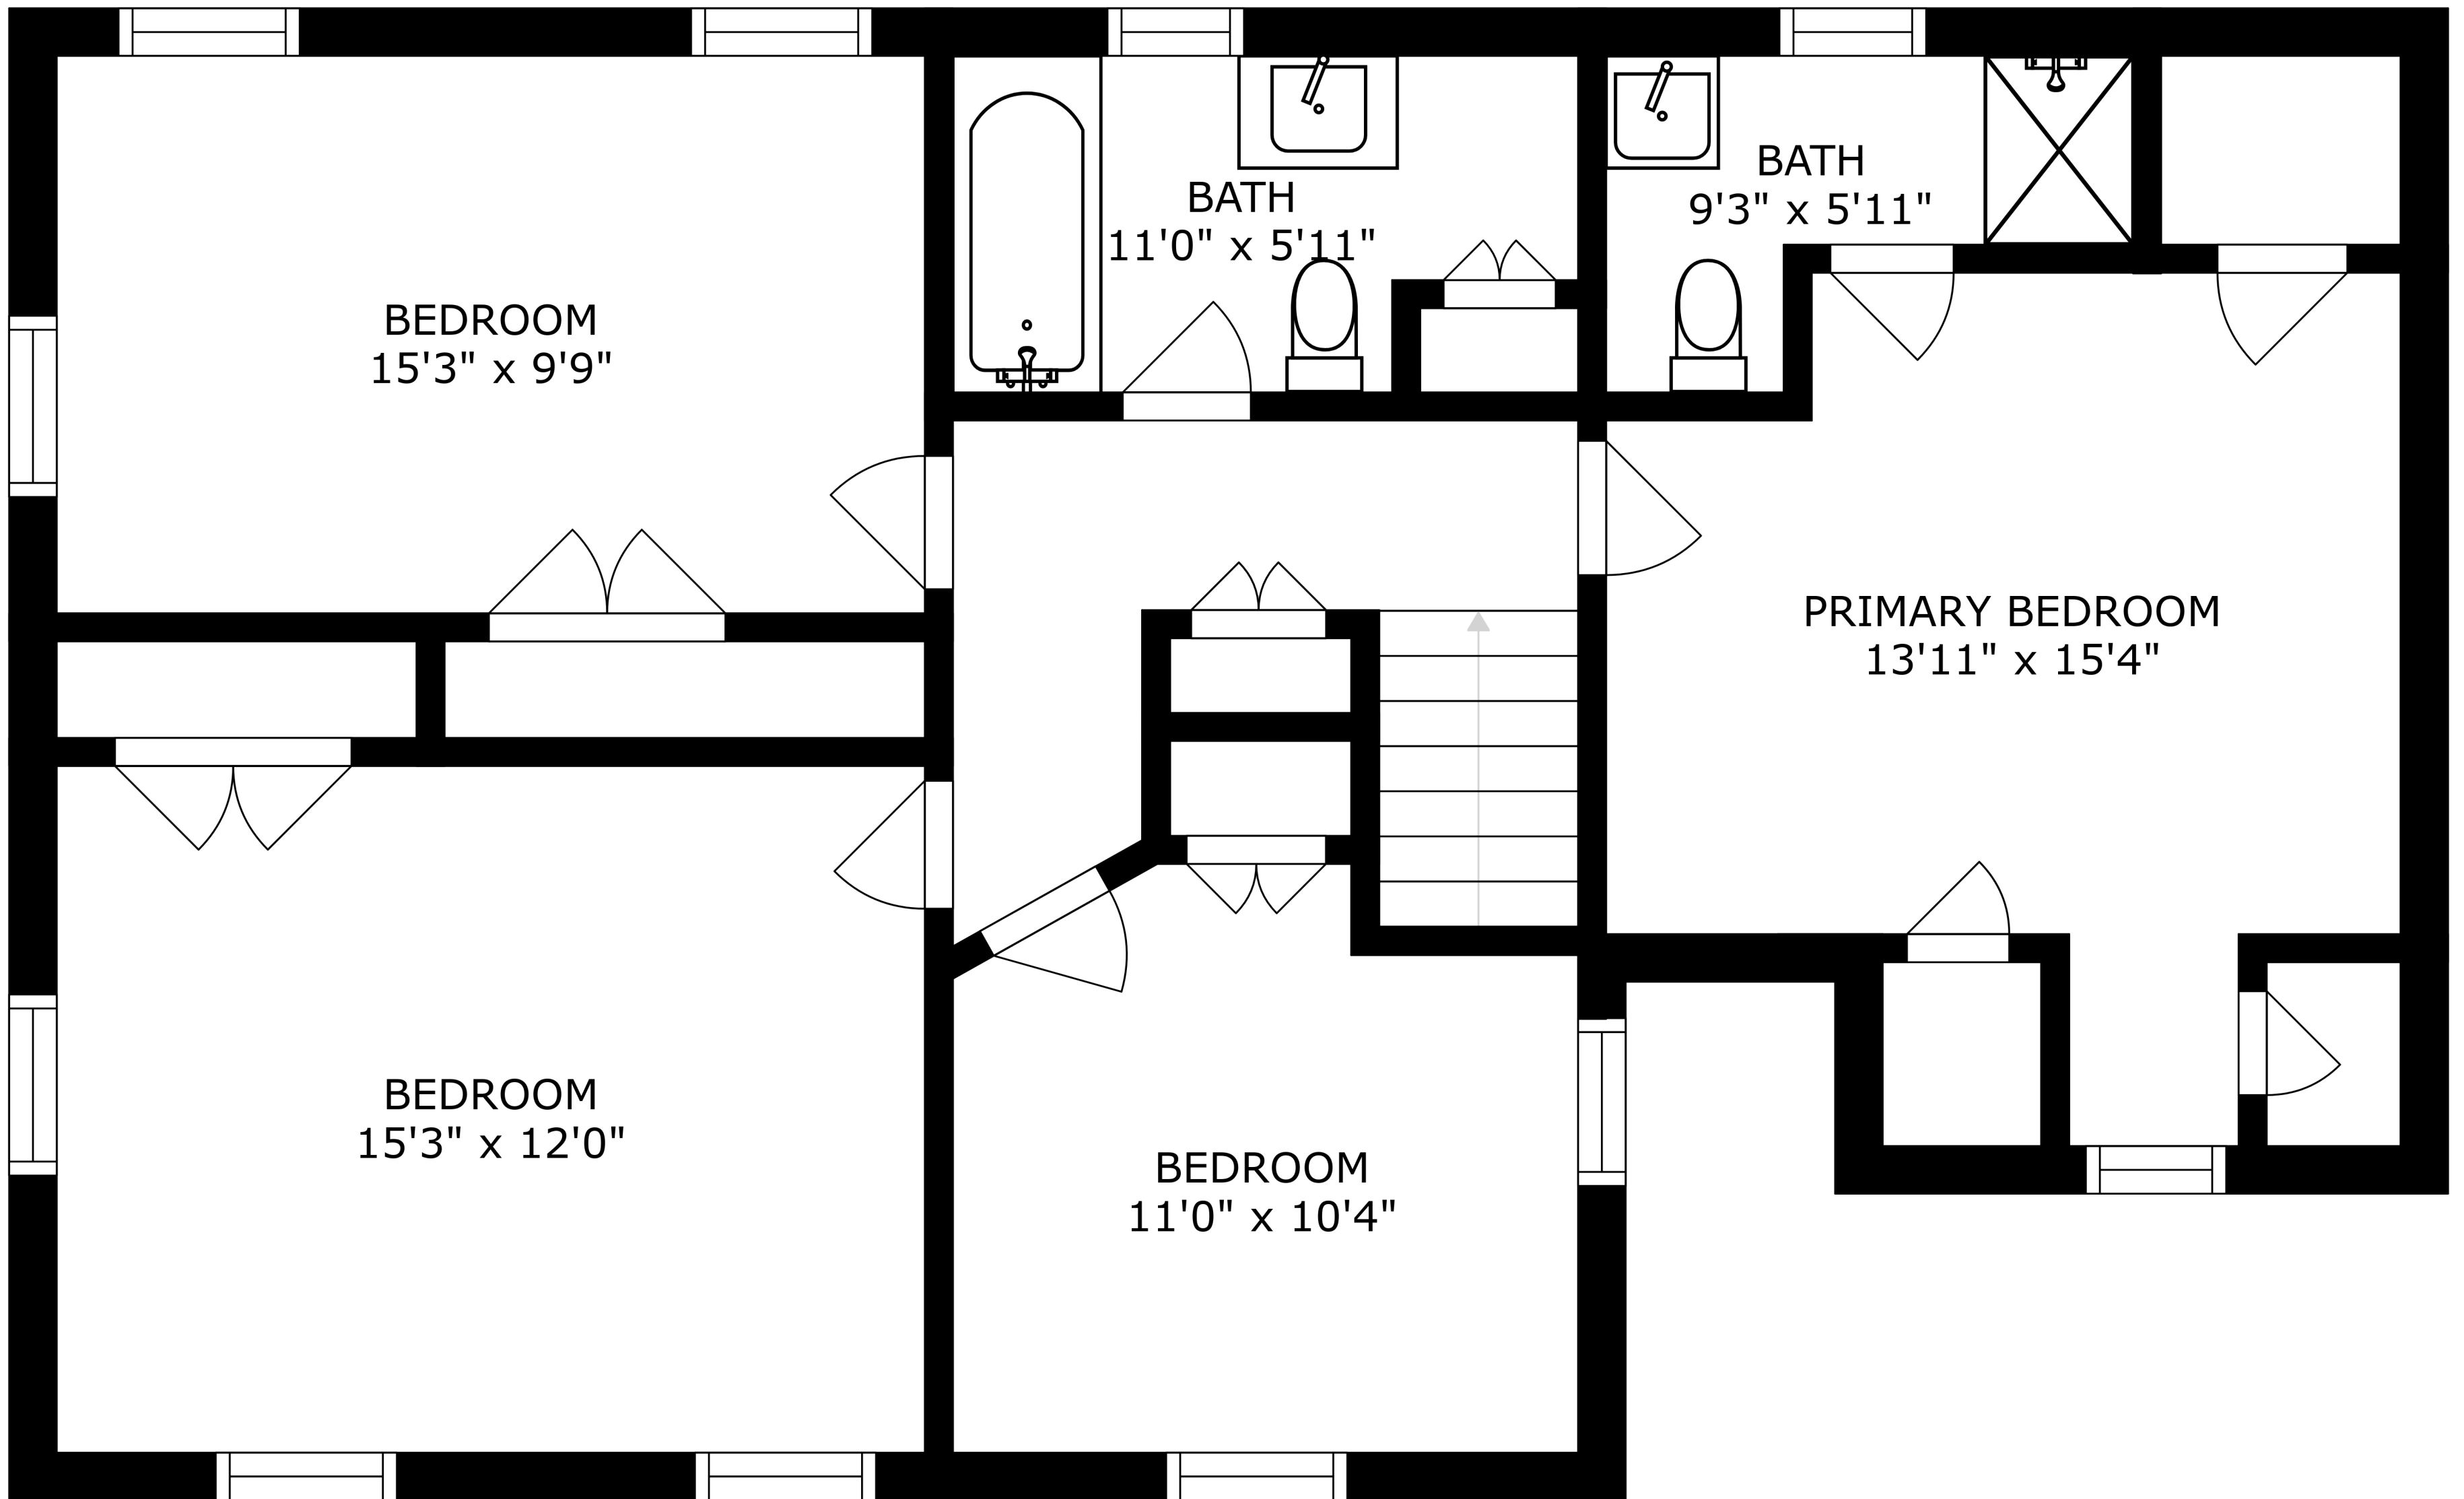 BATH
9'3" x 5'11"
BATH
11'0" x 5'11"
BEDROOM
15'3" x 9'9"
PRIMARY BEDROOM
13'11" x 15'4"
BEDROOM
15'3" x 12'0"
BEDROOM
11'0" x 10'4"